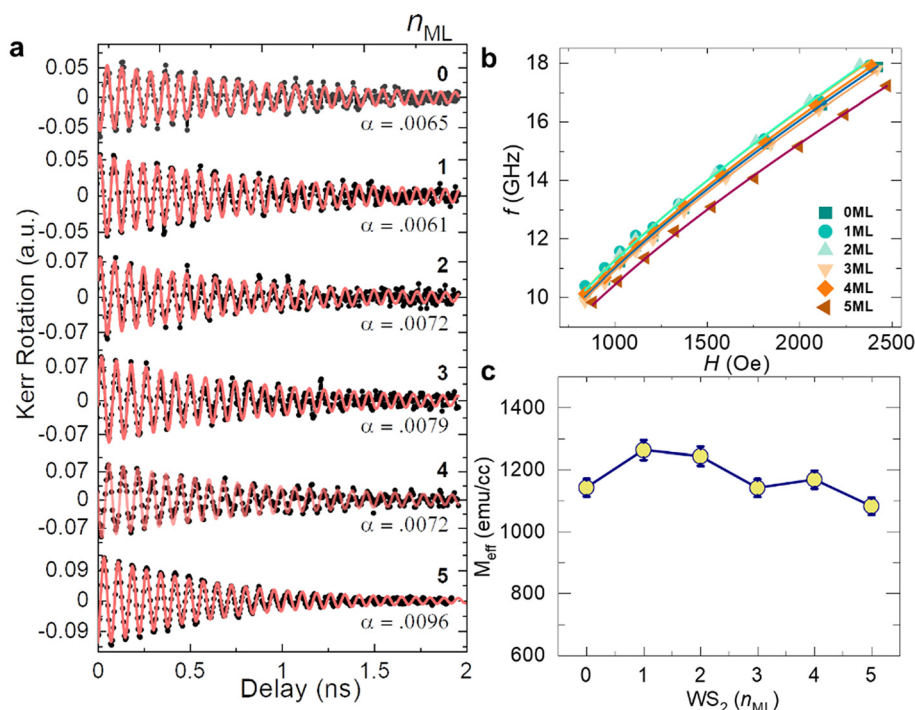 a
n_ML
Kerr Rotation (a.u.)
0.05
0
-0.05
0
α = .0065
0.05
0
-0.05
1
α = .0061
0.07
0
-0.07
2
α = .0072
0.07
0
-0.07
3
α = .0079
0.07
0
-0.07
4
α = .0072
0.09
0
-0.09
5
α = .0096
0 0.5 1 1.5 2
Delay (ns)
b
f (GHz)
18
16
14
12
10
0ML
1ML
2ML
3ML
4ML
5ML
1000 1500 2000 2500
H (Oe)
c
M_eff (emu/cc)
1400
1200
1000
800
600
0 1 2 3 4 5
WS₂ (n_ML)